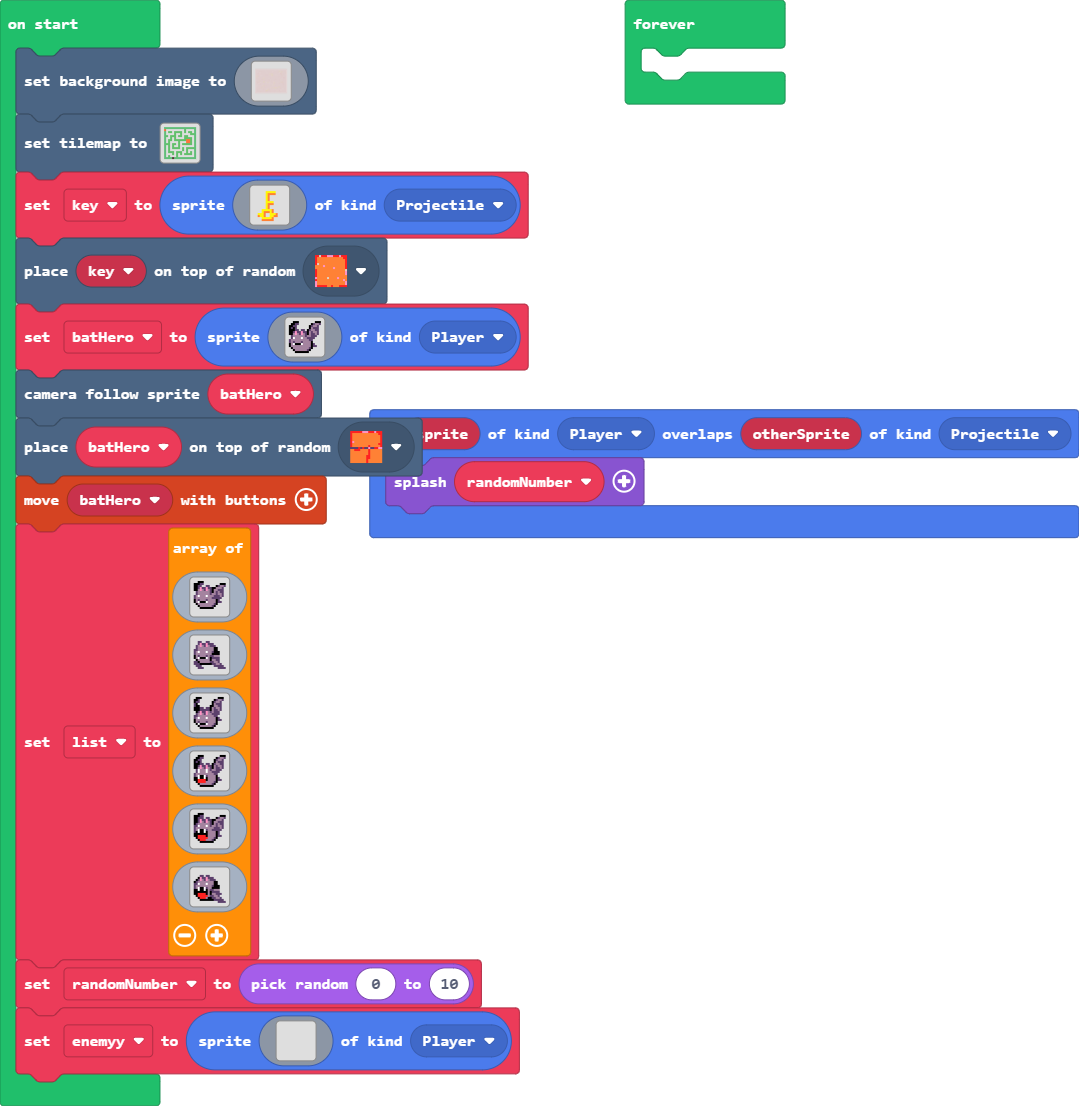 on start
forever
set background image to
set tilemap to
set key to sprite of kind Projectile
place key on top of random
set batHero to sprite of kind Player
camera follow sprite batHero
place batHero on top of random
of kind Player overlaps otherSprite of kind Projectile
move batHero with buttons
splash randomNumber
array of
set list to
set randomNumber to pick random 0 to 10
set enemyy to sprite of kind Player